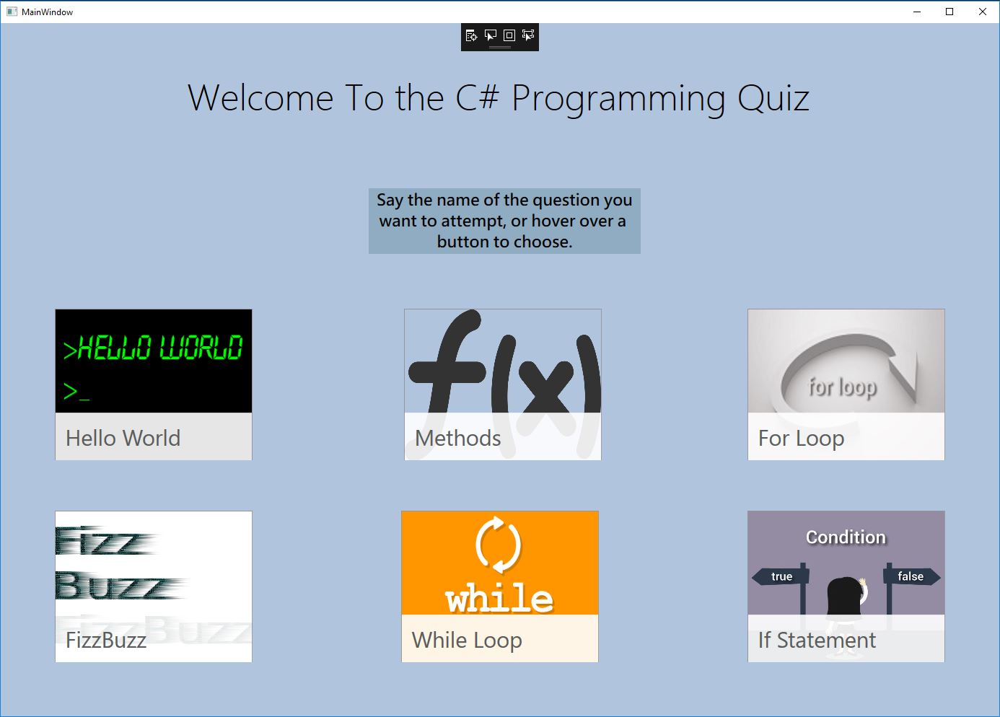 MainWindow
Welcome To the C# Programming Quiz
Say the name of the question you
want to attempt, or hover over a
button to choose.
>HELLO WORLD
>_
Hello World
f(x)
Methods
for loop
For Loop
Fizz
Buzz
FizzBuzz
FizzBuzz
while
While Loop
Condition
true
false
If Statement